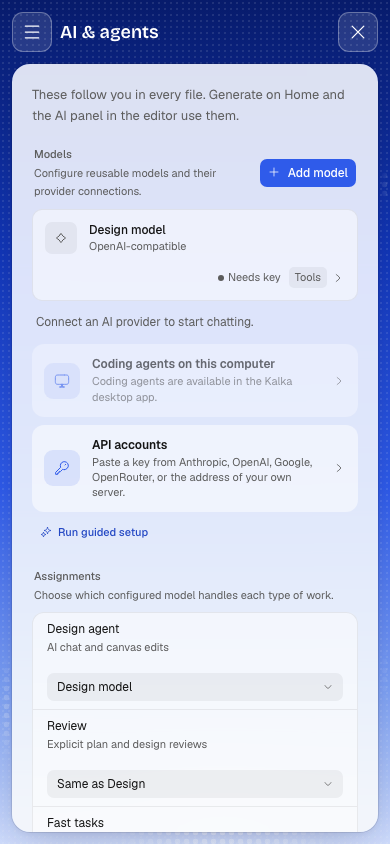 AI & agents
These follow you in every file. Generate on Home and
the AI panel in the editor use them.
Models
Configure reusable models and their
provider connections.
Add model
Design model
OpenAI-compatible
Needs key
Tools
Connect an AI provider to start chatting.
Coding agents on this computer
Coding agents are available in the Kalka
desktop app.
API accounts
Paste a key from Anthropic, OpenAI, Google,
OpenRouter, or the address of your own
server.
Run guided setup
Assignments
Choose which configured model handles each type of work.
Design agent
AI chat and canvas edits
Design model
Review
Explicit plan and design reviews
Same as Design
Fast tasks